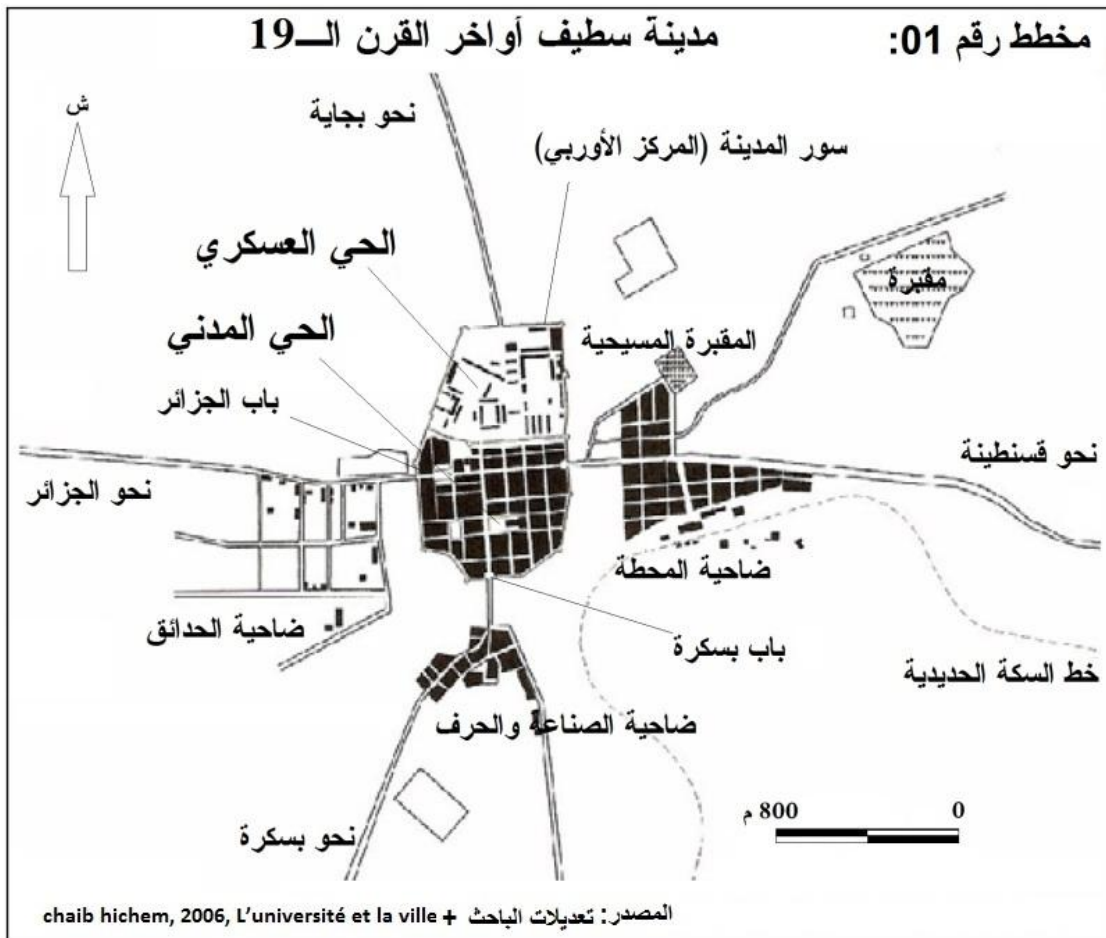 مخطط رقم 01:
مدينة سطيف أواخر القرن الـــ19
ش
نحو بجاية
سور المدينة (المركز الأوربي)
الحي العسكري
مقبرة
الحي المدني
المقبرة المسيحية
باب الجزائر
نحو قسنطينة
نحو الجزائر
ضاحية المحطة
ضاحية الحدائق
باب بسكرة
خط السكة الحديدية
ضاحية الصناعة والحرف
0
800 م
نحو بسكرة
المصدر: تعديلات الباحث + chaib hichem, 2006, L’université et la ville